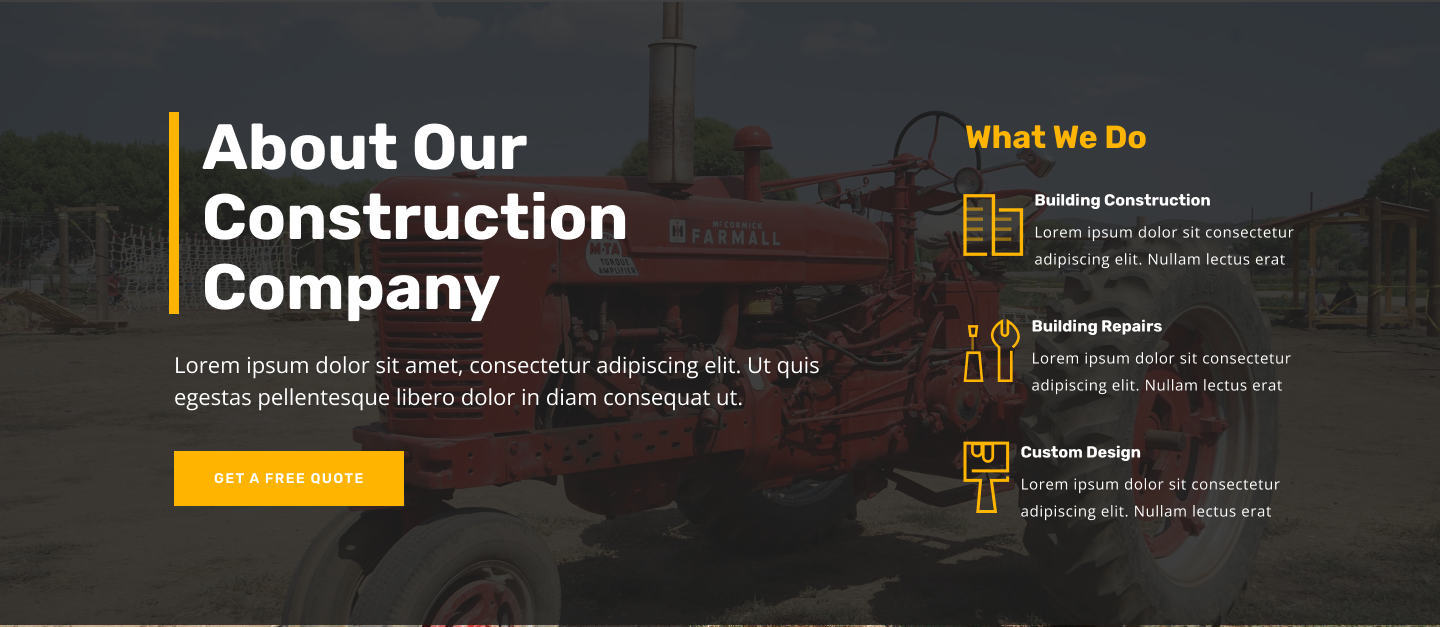 About Our
Construction
Company
Lorem ipsum dolor sit amet, consectetur adipiscing elit. Ut quis
egestas pellentesque libero dolor in diam consequat ut.
GET A FREE QUOTE
What We Do
Building Construction
Lorem ipsum dolor sit consectetur
adipiscing elit. Nullam lectus erat
Building Repairs
Lorem ipsum dolor sit consectetur
adipiscing elit. Nullam lectus erat
Custom Design
Lorem ipsum dolor sit consectetur
adipiscing elit. Nullam lectus erat
McCORMICK
FARMALL
M-TA
TORQUE
AMPLIFIER